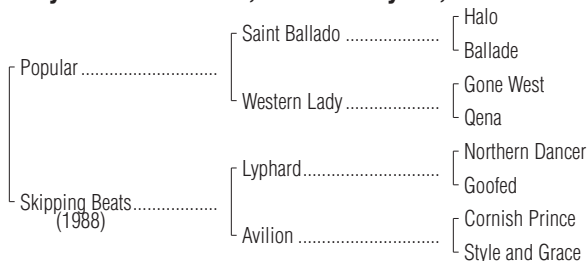 Halo
Saint Ballado
Ballade
Popular
Gone West
Western Lady
Qena
Northern Dancer
Lyphard
Goofed
Skipping Beats
(1988)
Cornish Prince
Avilion
Style and Grace